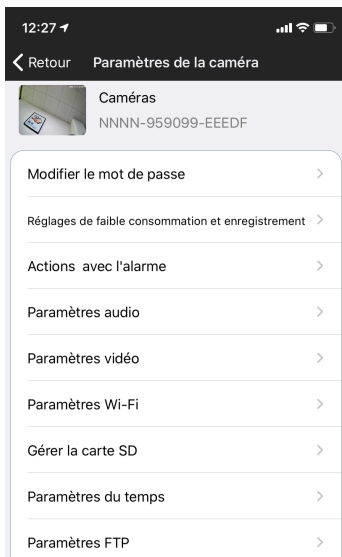 12:27
Retour Paramètres de la caméra
Caméras
NNNN-959099-EEEDF
Modifier le mot de passe
Réglages de faible consommation et enregistrement
Actions avec l'alarme
Paramètres audio
Paramètres vidéo
Paramètres Wi-Fi
Gérer la carte SD
Paramètres du temps
Paramètres FTP